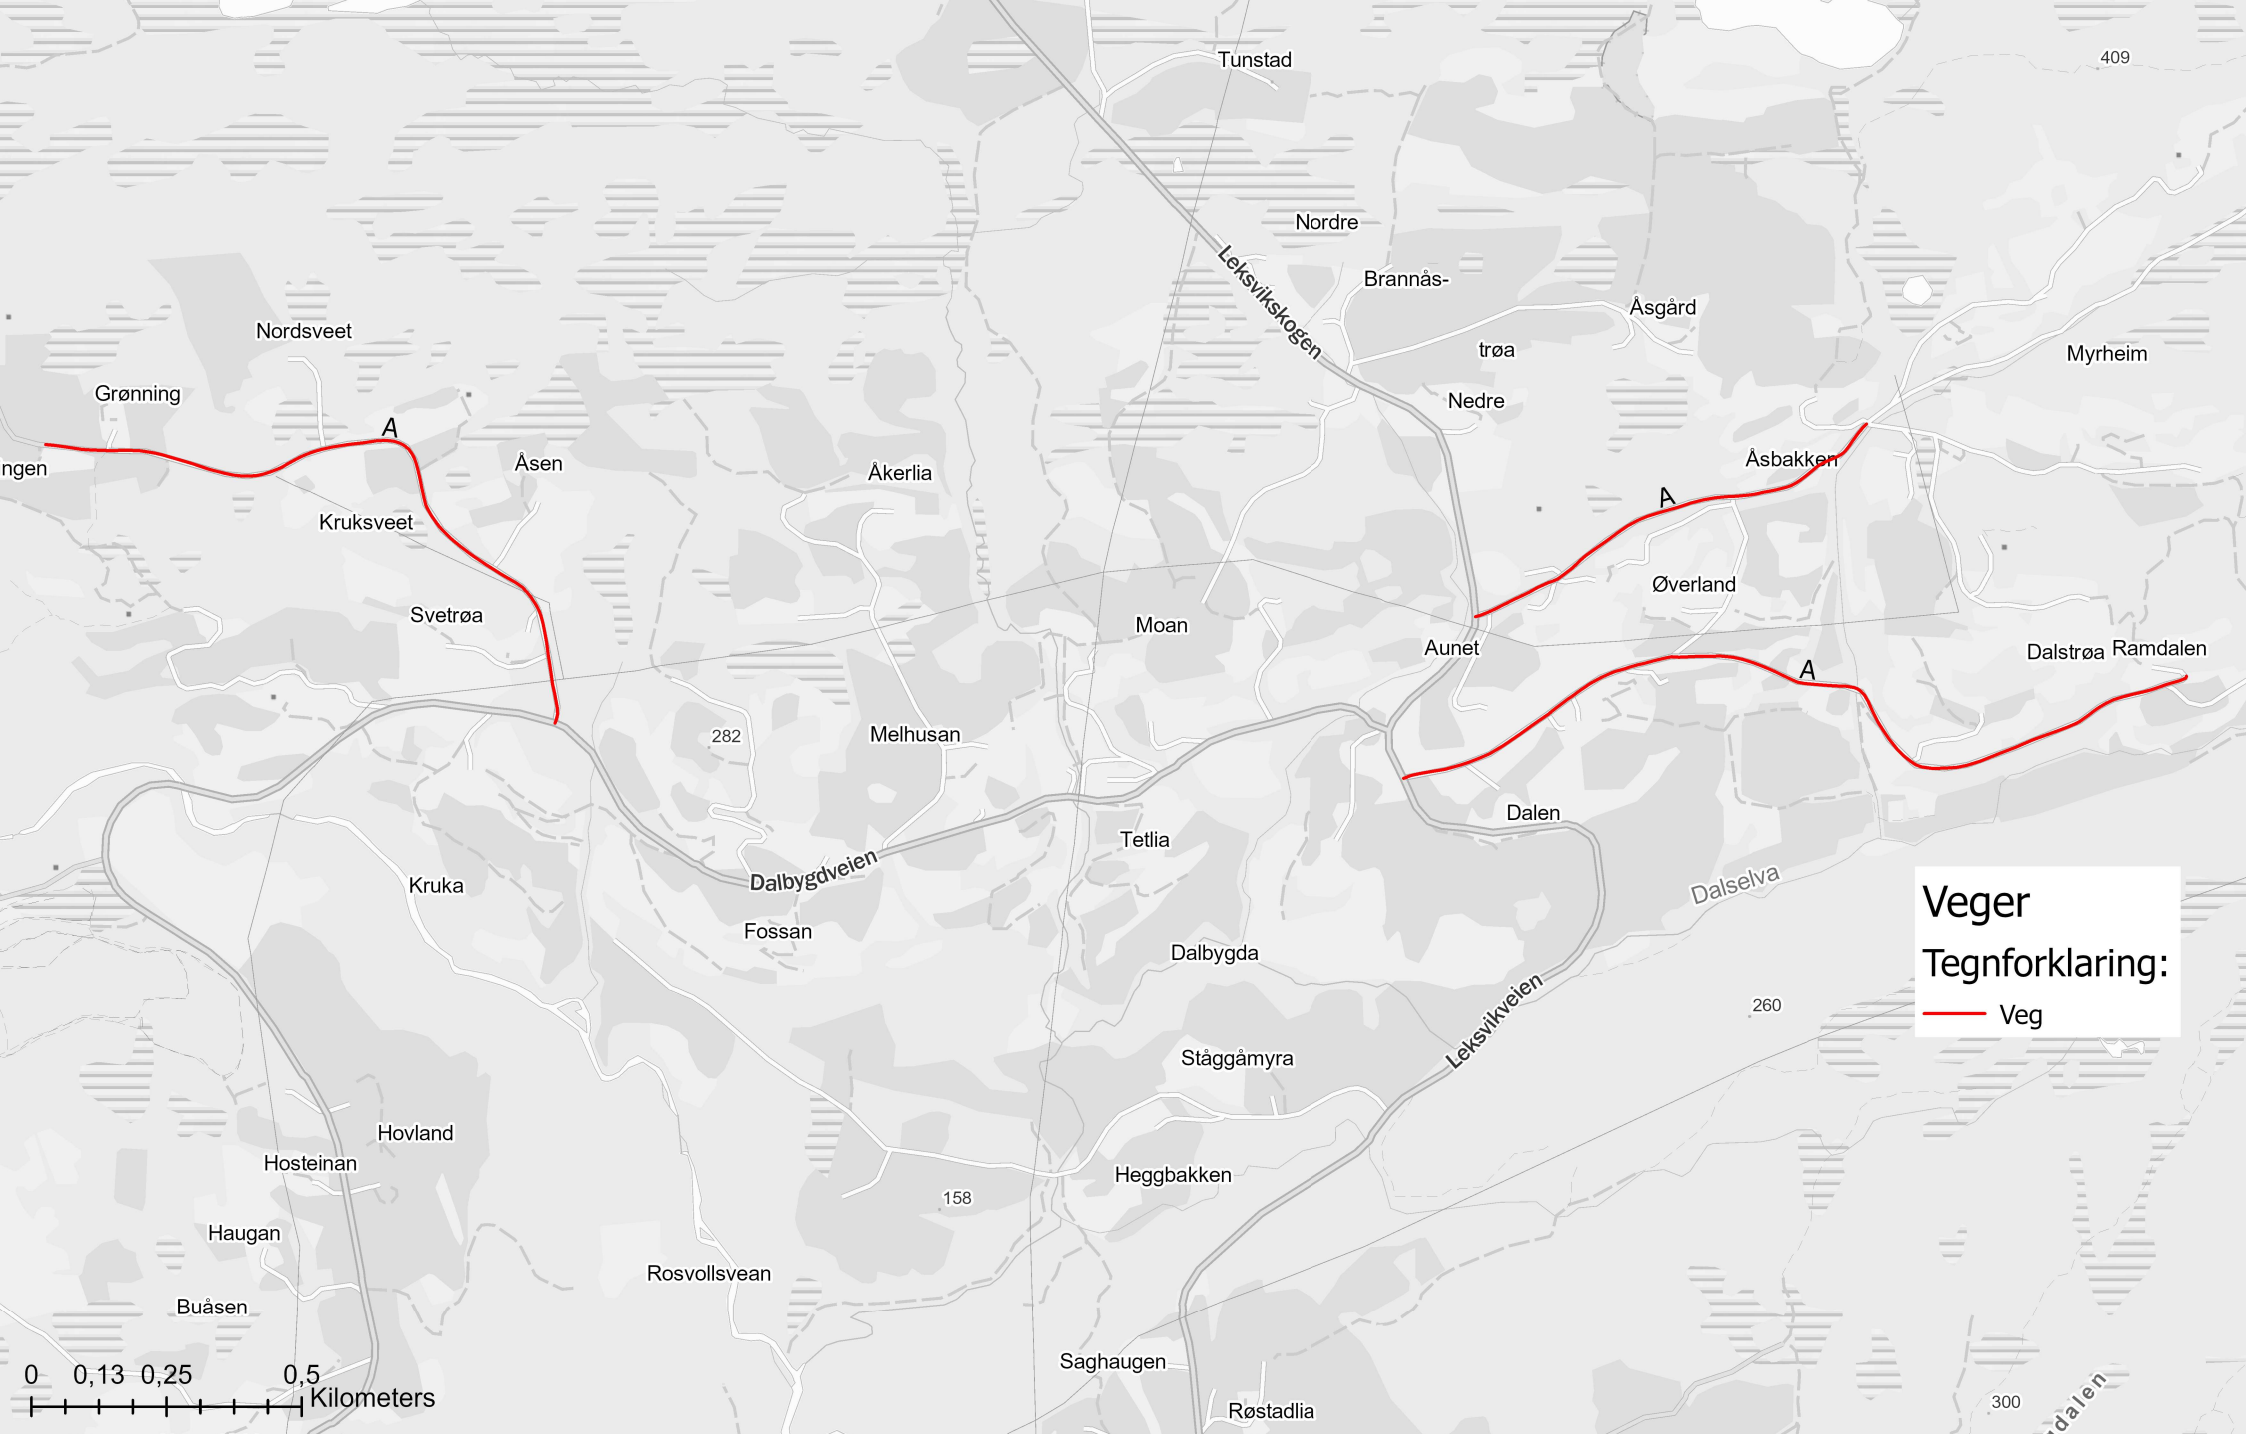 Tunstad
409
Nordre
Leksvikskogen
Brannås-
Åsgård
Nordsveet
trøa
Myrheim
Grønning
Nedre
A
Åsbakken
ngen
Åsen
Åkerlia
A
Kruksveet
Øverland
Svetrøa
Moan
Aunet
Dalstrøa
Ramdalen
A
282
Melhusan
Dalen
Tetlia
Dalbygdveien
Kruka
Dalselva
Veger
Fossan
Dalbygda
Tegnforklaring:
Leksvikveien
260
Veg
Ståggåmyra
Hovland
Hosteinan
Heggbakken
158
Haugan
Rosvollsvean
Buåsen
Saghaugen
0 0,13 0,25 0,5
Kilometers
Røstadlia
300
dalen